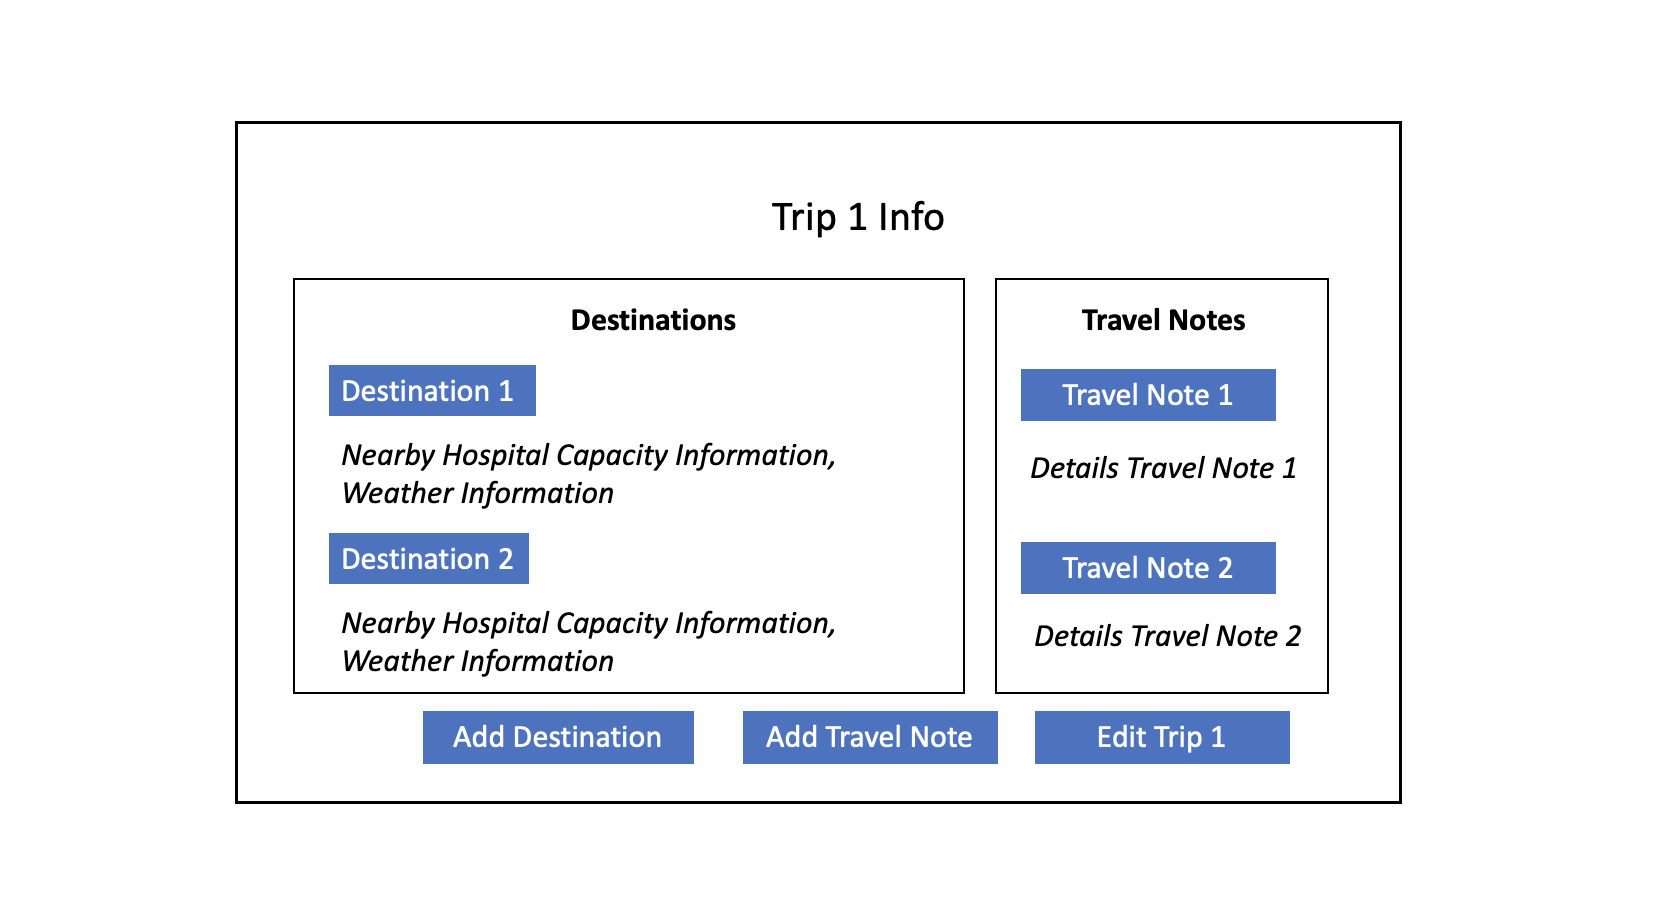 Trip 1 Info
Destinations
Destination 1
Nearby Hospital Capacity Information,
Weather Information
Destination 2
Nearby Hospital Capacity Information,
Weather Information
Travel Notes
Travel Note 1
Details Travel Note 1
Travel Note 2
Details Travel Note 2
Add Destination
Add Travel Note
Edit Trip 1